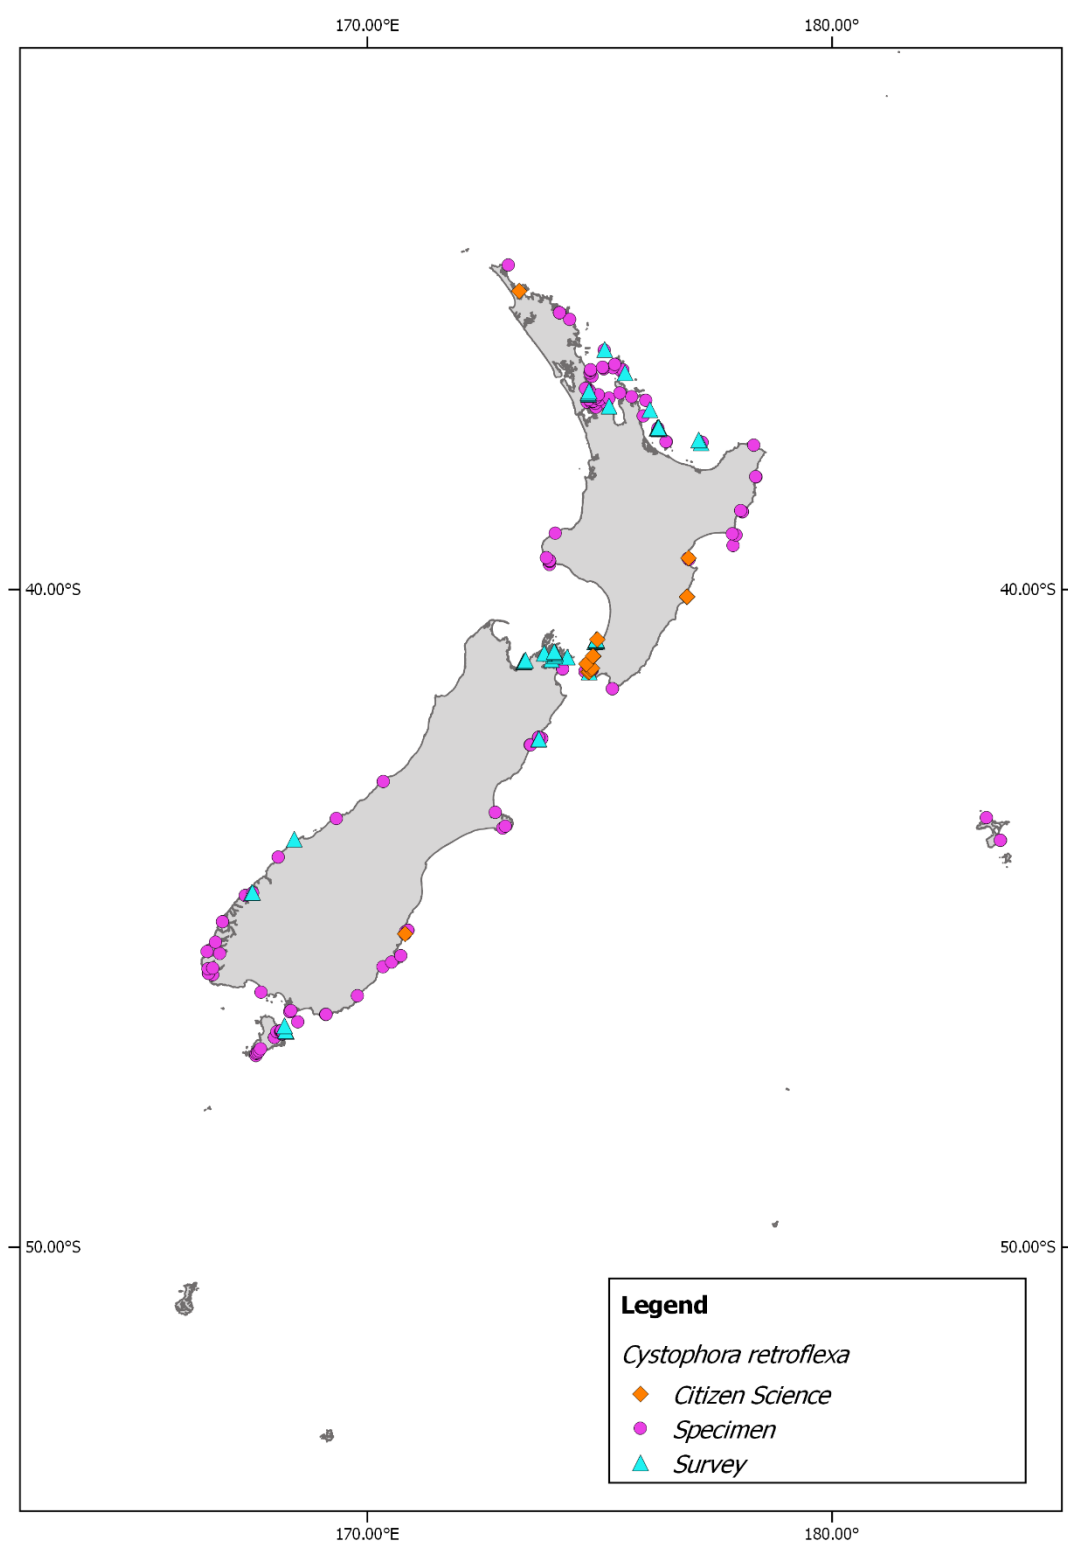 170.00°E 180.00°
40.00°S 40.00°S
50.00°S 50.00°S
Legend
Cystophora retroflexa
Citizen Science
Specimen
Survey
170.00°E 180.00°